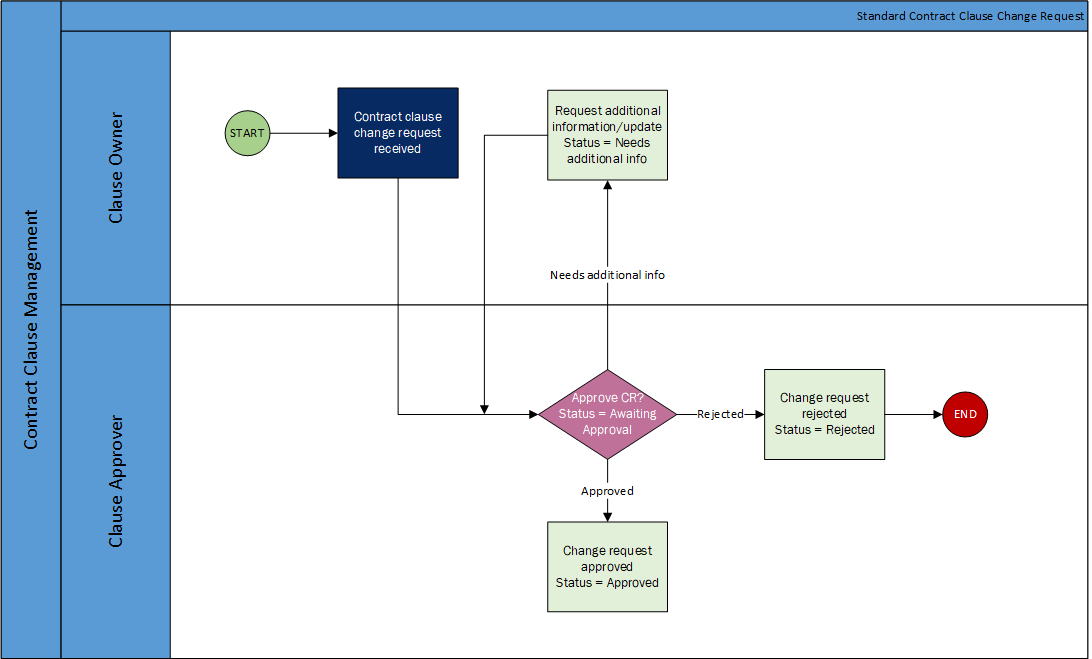 Standard Contract Clause Change Request
Contract Clause Management
Clause Owner
START
Contract clause
change request
received
Request additional
information/update
Status = Needs
additional info
Needs additional info
Clause Approver
Approve CR?
Status = Awaiting
Approval
Rejected
Change request
rejected
Status = Rejected
END
Approved
Change request
approved
Status = Approved